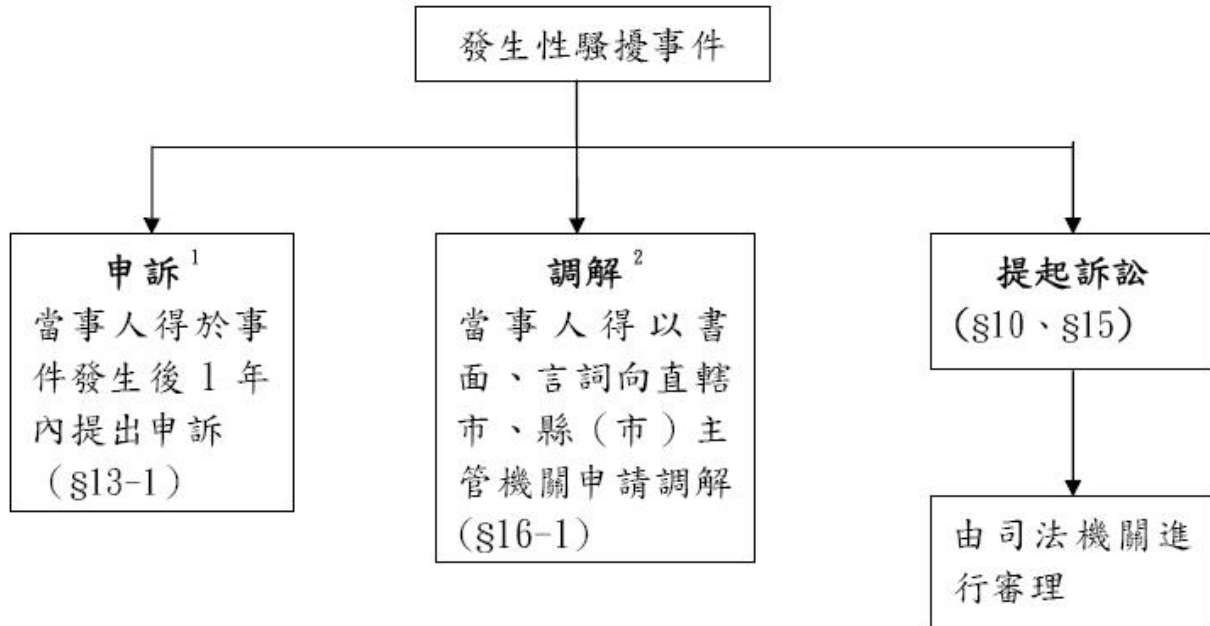 發生性騷擾事件
申訴1
當事人得於事
件發生後 1 年
內提出申訴
(§13-1)
調解2
當事人得以書
面、言詞向直轄
市、縣(市)主
管機關申請調解
(§16-1)
提起訴訟
(§10、§15)
由司法機關進
行審理